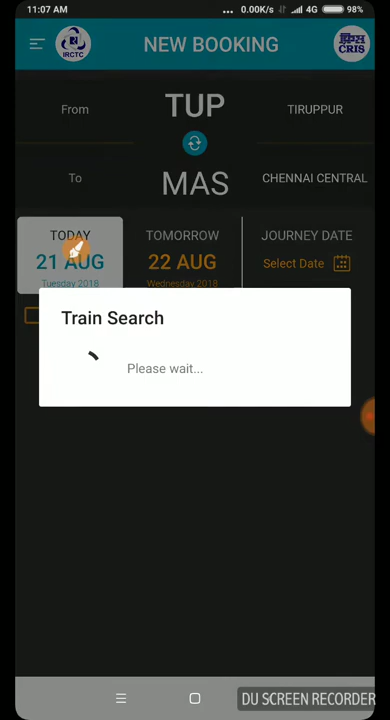 11:07 AM ... 0.00K/s 4G 98%
IRCTC NEW BOOKING CRIS
From TUP TIRUPPUR
To MAS CHENNAI CENTRAL
TODAY TOMORROW JOURNEY DATE
21 AUG 22 AUG Select Date
Tuesday 2018 Wednesday 2018
Train Search
Please wait...
DU SCREEN RECORDER